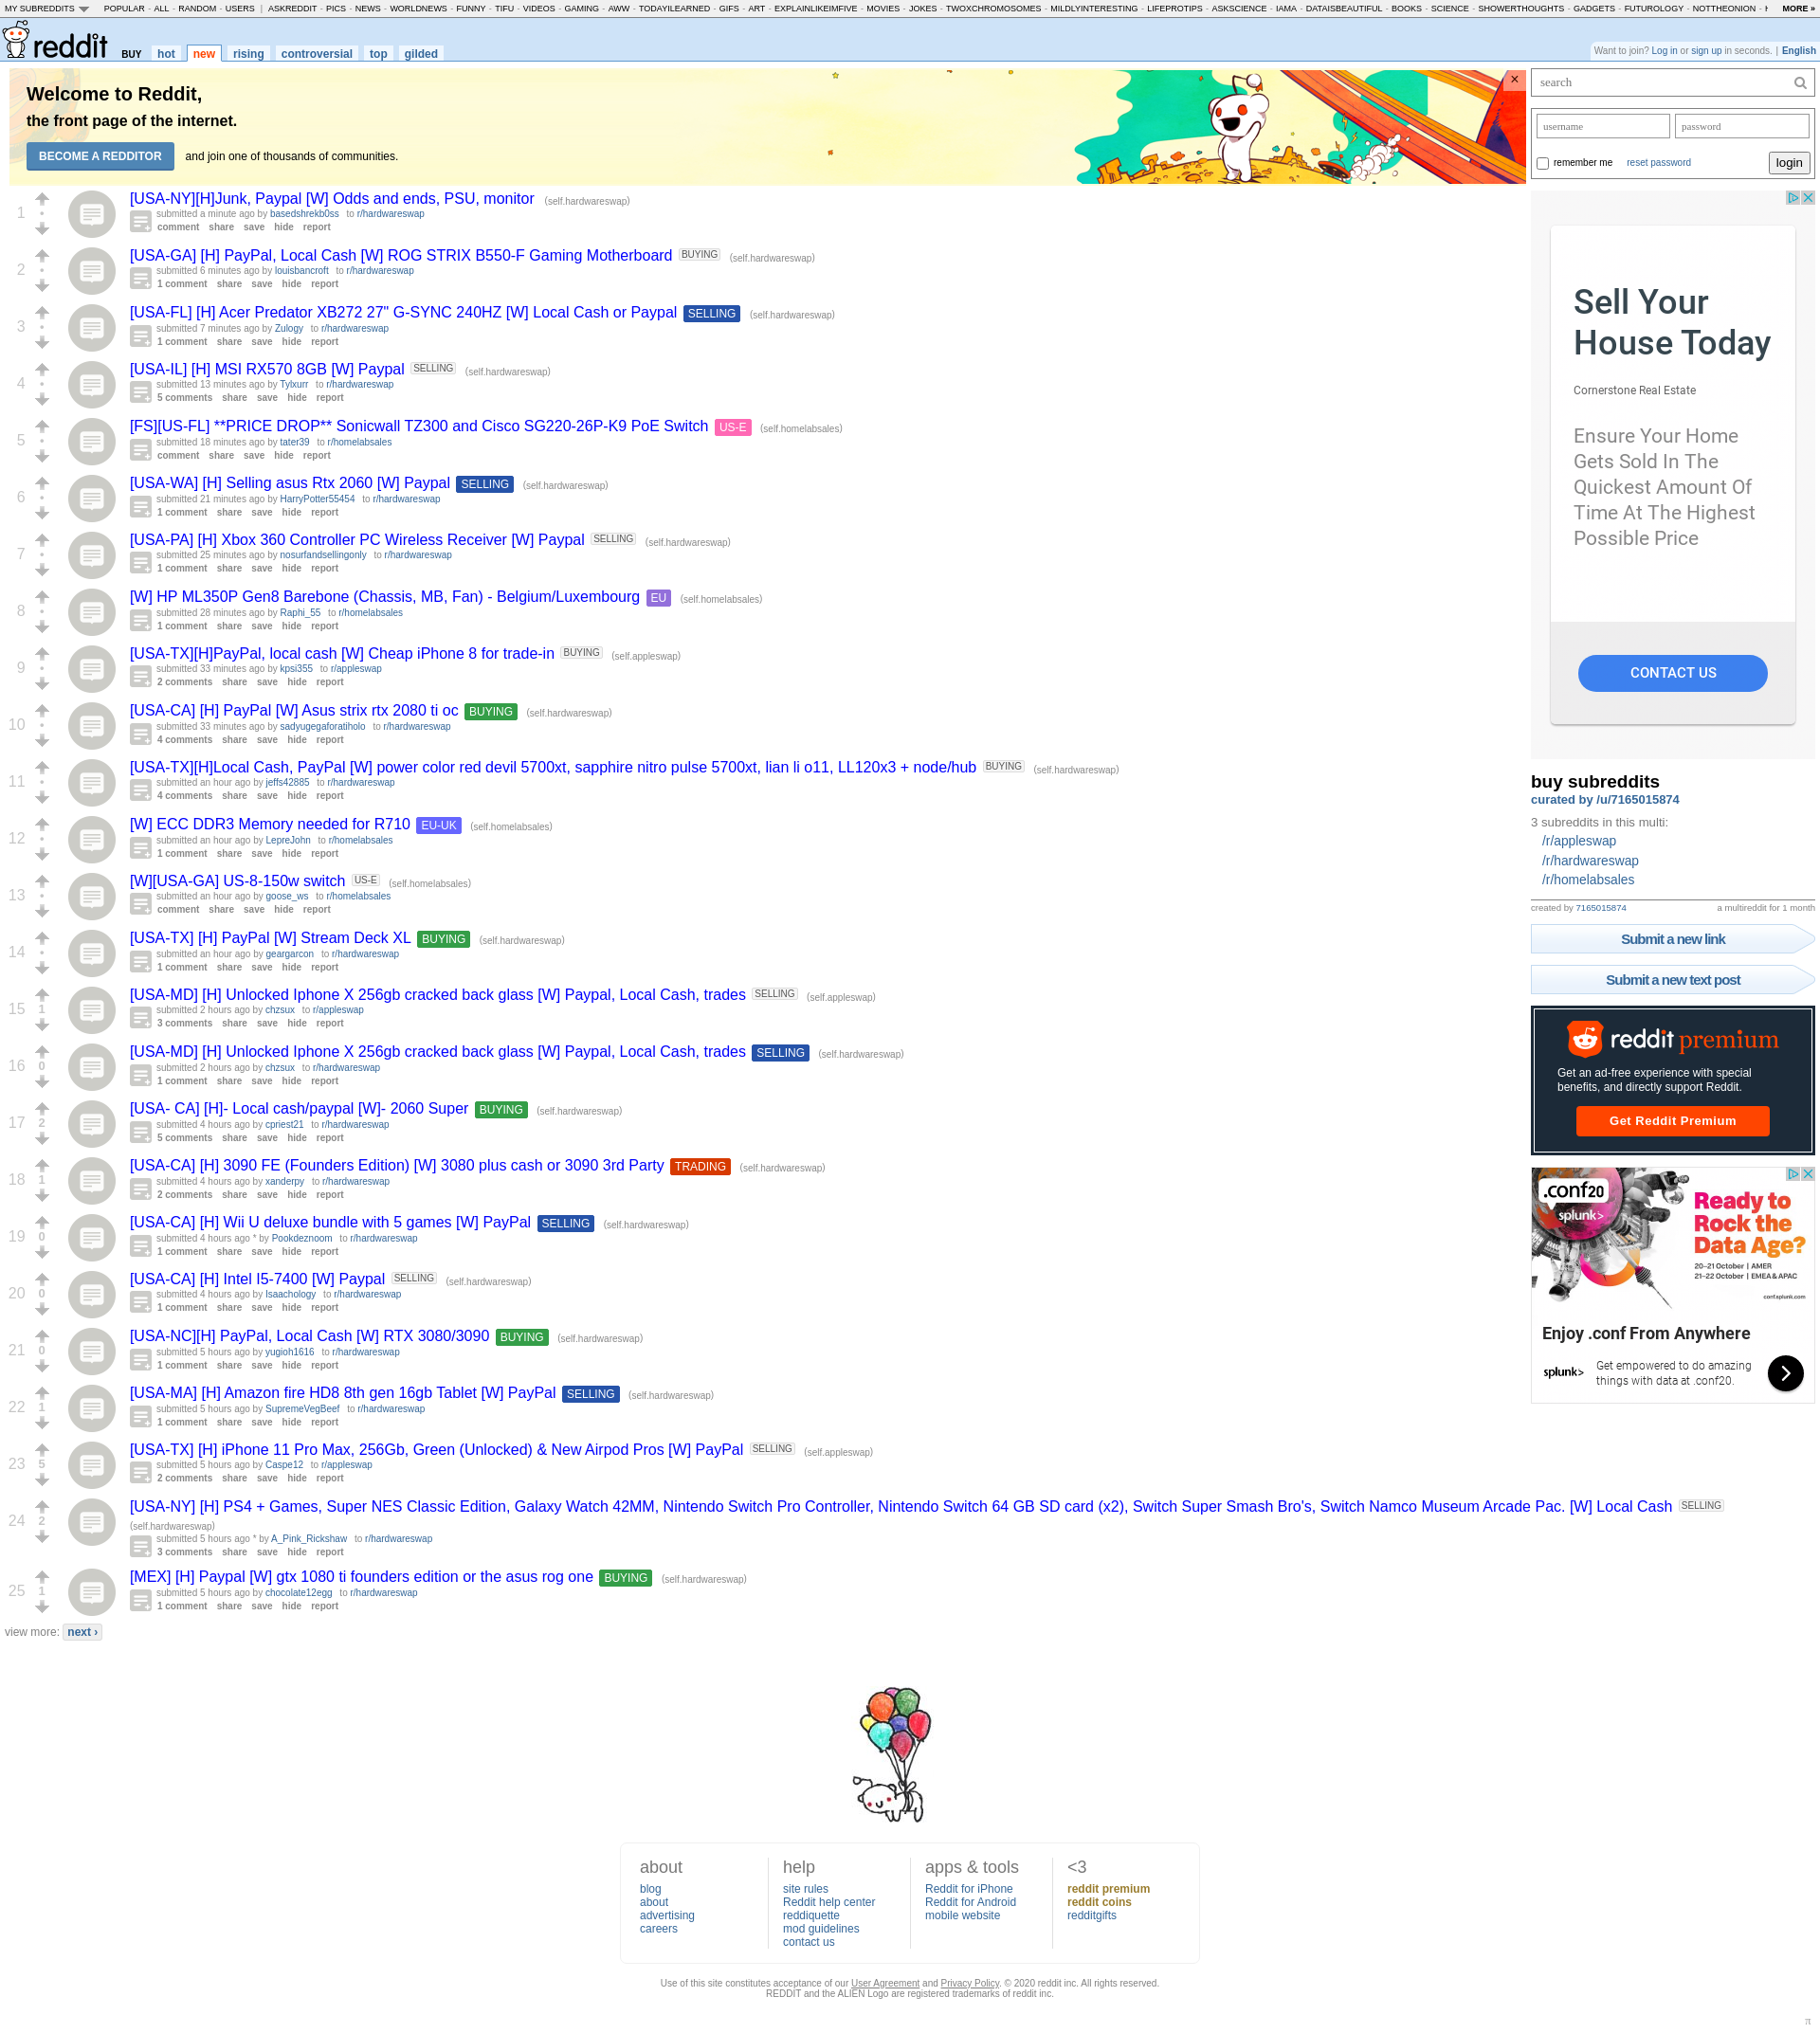 MY SUBREDDITS POPULAR - ALL - RANDOM - USERS | ASKREDDIT - PICS - NEWS - WORLDNEWS - FUNNY - TIFU - VIDEOS - GAMING - AWW - TODAYILEARNED - GIFS - ART - EXPLAINLIKEIMFIVE - MOVIES - JOKES - TWOXCHROMOSOMES - MILDLYINTERESTING - LIFEPROTIPS - ASKSCIENCE - IAMA - DATAISBEAUTIFUL - BOOKS - SCIENCE - SHOWERTHOUGHTS - GADGETS - FUTUROLOGY - NOTTHEONION - MORE »
reddit BUY hot new rising controversial top gilded
Want to join? Log in or sign up in seconds. | English
Welcome to Reddit,
the front page of the internet.
BECOME A REDDITOR and join one of thousands of communities.
×
1
[USA-NY][H]Junk, Paypal [W] Odds and ends, PSU, monitor (self.hardwareswap)
submitted a minute ago by basedshrekb0ss to r/hardwareswap
comment share save hide report
2
[USA-GA] [H] PayPal, Local Cash [W] ROG STRIX B550-F Gaming Motherboard BUYING (self.hardwareswap)
submitted 6 minutes ago by louisbancroft to r/hardwareswap
1 comment share save hide report
3
[USA-FL] [H] Acer Predator XB272 27" G-SYNC 240HZ [W] Local Cash or Paypal SELLING (self.hardwareswap)
submitted 7 minutes ago by Zulogy to r/hardwareswap
1 comment share save hide report
4
[USA-IL] [H] MSI RX570 8GB [W] Paypal SELLING (self.hardwareswap)
submitted 13 minutes ago by Tylxurr to r/hardwareswap
5 comments share save hide report
5
[FS][US-FL] **PRICE DROP** Sonicwall TZ300 and Cisco SG220-26P-K9 PoE Switch US-E (self.homelabsales)
submitted 18 minutes ago by tater39 to r/homelabsales
comment share save hide report
6
[USA-WA] [H] Selling asus Rtx 2060 [W] Paypal SELLING (self.hardwareswap)
submitted 21 minutes ago by HarryPotter55454 to r/hardwareswap
1 comment share save hide report
7
[USA-PA] [H] Xbox 360 Controller PC Wireless Receiver [W] Paypal SELLING (self.hardwareswap)
submitted 25 minutes ago by nosurfandsellingonly to r/hardwareswap
1 comment share save hide report
8
[W] HP ML350P Gen8 Barebone (Chassis, MB, Fan) - Belgium/Luxembourg EU (self.homelabsales)
submitted 28 minutes ago by Raphi_55 to r/homelabsales
1 comment share save hide report
9
[USA-TX][H]PayPal, local cash [W] Cheap iPhone 8 for trade-in BUYING (self.appleswap)
submitted 33 minutes ago by kpsi355 to r/appleswap
2 comments share save hide report
10
[USA-CA] [H] PayPal [W] Asus strix rtx 2080 ti oc BUYING (self.hardwareswap)
submitted 33 minutes ago by sadyugegaforatiholo to r/hardwareswap
4 comments share save hide report
11
[USA-TX][H]Local Cash, PayPal [W] power color red devil 5700xt, sapphire nitro pulse 5700xt, lian li o11, LL120x3 + node/hub BUYING (self.hardwareswap)
submitted an hour ago by jeffs42885 to r/hardwareswap
4 comments share save hide report
12
[W] ECC DDR3 Memory needed for R710 EU-UK (self.homelabsales)
submitted an hour ago by LepreJohn to r/homelabsales
1 comment share save hide report
13
[W][USA-GA] US-8-150w switch US-E (self.homelabsales)
submitted an hour ago by goose_ws to r/homelabsales
comment share save hide report
14
[USA-TX] [H] PayPal [W] Stream Deck XL BUYING (self.hardwareswap)
submitted an hour ago by geargarcon to r/hardwareswap
1 comment share save hide report
15 1
[USA-MD] [H] Unlocked Iphone X 256gb cracked back glass [W] Paypal, Local Cash, trades SELLING (self.appleswap)
submitted 2 hours ago by chzsux to r/appleswap
3 comments share save hide report
16 0
[USA-MD] [H] Unlocked Iphone X 256gb cracked back glass [W] Paypal, Local Cash, trades SELLING (self.hardwareswap)
submitted 2 hours ago by chzsux to r/hardwareswap
1 comment share save hide report
17 2
[USA- CA] [H]- Local cash/paypal [W]- 2060 Super BUYING (self.hardwareswap)
submitted 4 hours ago by cpriest21 to r/hardwareswap
5 comments share save hide report
18 1
[USA-CA] [H] 3090 FE (Founders Edition) [W] 3080 plus cash or 3090 3rd Party TRADING (self.hardwareswap)
submitted 4 hours ago by xanderpy to r/hardwareswap
2 comments share save hide report
19 0
[USA-CA] [H] Wii U deluxe bundle with 5 games [W] PayPal SELLING (self.hardwareswap)
submitted 4 hours ago * by Pookdeznoom to r/hardwareswap
1 comment share save hide report
20 0
[USA-CA] [H] Intel I5-7400 [W] Paypal SELLING (self.hardwareswap)
submitted 4 hours ago by Isaachology to r/hardwareswap
1 comment share save hide report
21 0
[USA-NC][H] PayPal, Local Cash [W] RTX 3080/3090 BUYING (self.hardwareswap)
submitted 5 hours ago by yugioh1616 to r/hardwareswap
1 comment share save hide report
22 1
[USA-MA] [H] Amazon fire HD8 8th gen 16gb Tablet [W] PayPal SELLING (self.hardwareswap)
submitted 5 hours ago by SupremeVegBeef to r/hardwareswap
1 comment share save hide report
23 5
[USA-TX] [H] iPhone 11 Pro Max, 256Gb, Green (Unlocked) & New Airpod Pros [W] PayPal SELLING (self.appleswap)
submitted 5 hours ago by Caspe12 to r/appleswap
2 comments share save hide report
24 2
[USA-NY] [H] PS4 + Games, Super NES Classic Edition, Galaxy Watch 42MM, Nintendo Switch Pro Controller, Nintendo Switch 64 GB SD card (x2), Switch Super Smash Bro's, Switch Namco Museum Arcade Pac. [W] Local Cash SELLING
(self.hardwareswap)
submitted 5 hours ago * by A_Pink_Rickshaw to r/hardwareswap
3 comments share save hide report
25 1
[MEX] [H] Paypal [W] gtx 1080 ti founders edition or the asus rog one BUYING (self.hardwareswap)
submitted 5 hours ago by chocolate12egg to r/hardwareswap
1 comment share save hide report
view more: next ›
search
username password
remember me reset password login
Sell Your
House Today
Cornerstone Real Estate
Ensure Your Home
Gets Sold In The
Quickest Amount Of
Time At The Highest
Possible Price
CONTACT US
buy subreddits
curated by /u/7165015874
3 subreddits in this multi:
/r/appleswap
/r/hardwareswap
/r/homelabsales
created by 7165015874 a multireddit for 1 month
Submit a new link
Submit a new text post
reddit premium
Get an ad-free experience with special
benefits, and directly support Reddit.
Get Reddit Premium
.conf20
splunk>
Ready to
Rock the
Data Age?
20–21 October | AMER
21–22 October | EMEA & APAC
conf.splunk.com
Enjoy .conf From Anywhere
splunk>
Get empowered to do amazing
things with data at .conf20.
about
blog
about
advertising
careers
help
site rules
Reddit help center
reddiquette
mod guidelines
contact us
apps & tools
Reddit for iPhone
Reddit for Android
mobile website
<3
reddit premium
reddit coins
redditgifts
Use of this site constitutes acceptance of our User Agreement and Privacy Policy. © 2020 reddit inc. All rights reserved.
REDDIT and the ALIEN Logo are registered trademarks of reddit inc.
π